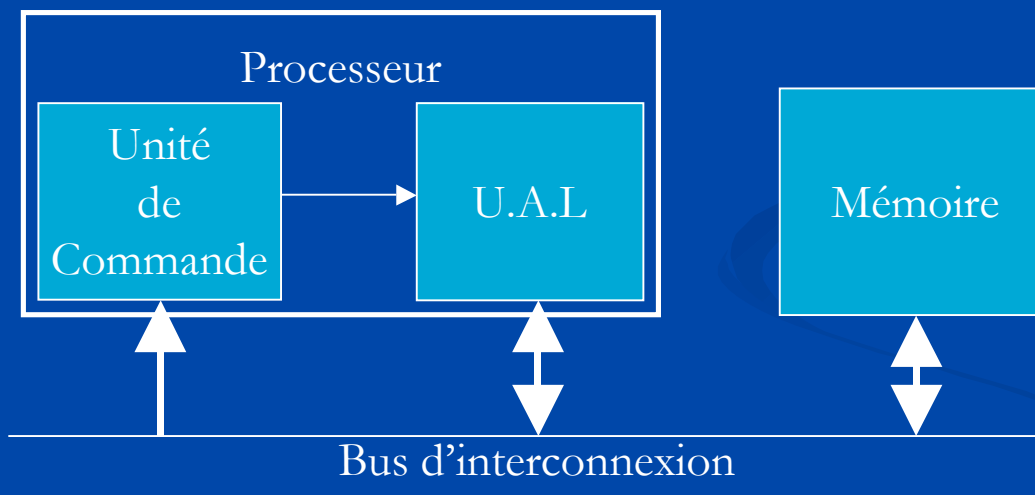 Processeur
Unité
de
Commande
U.A.L
Mémoire
Bus d’interconnexion